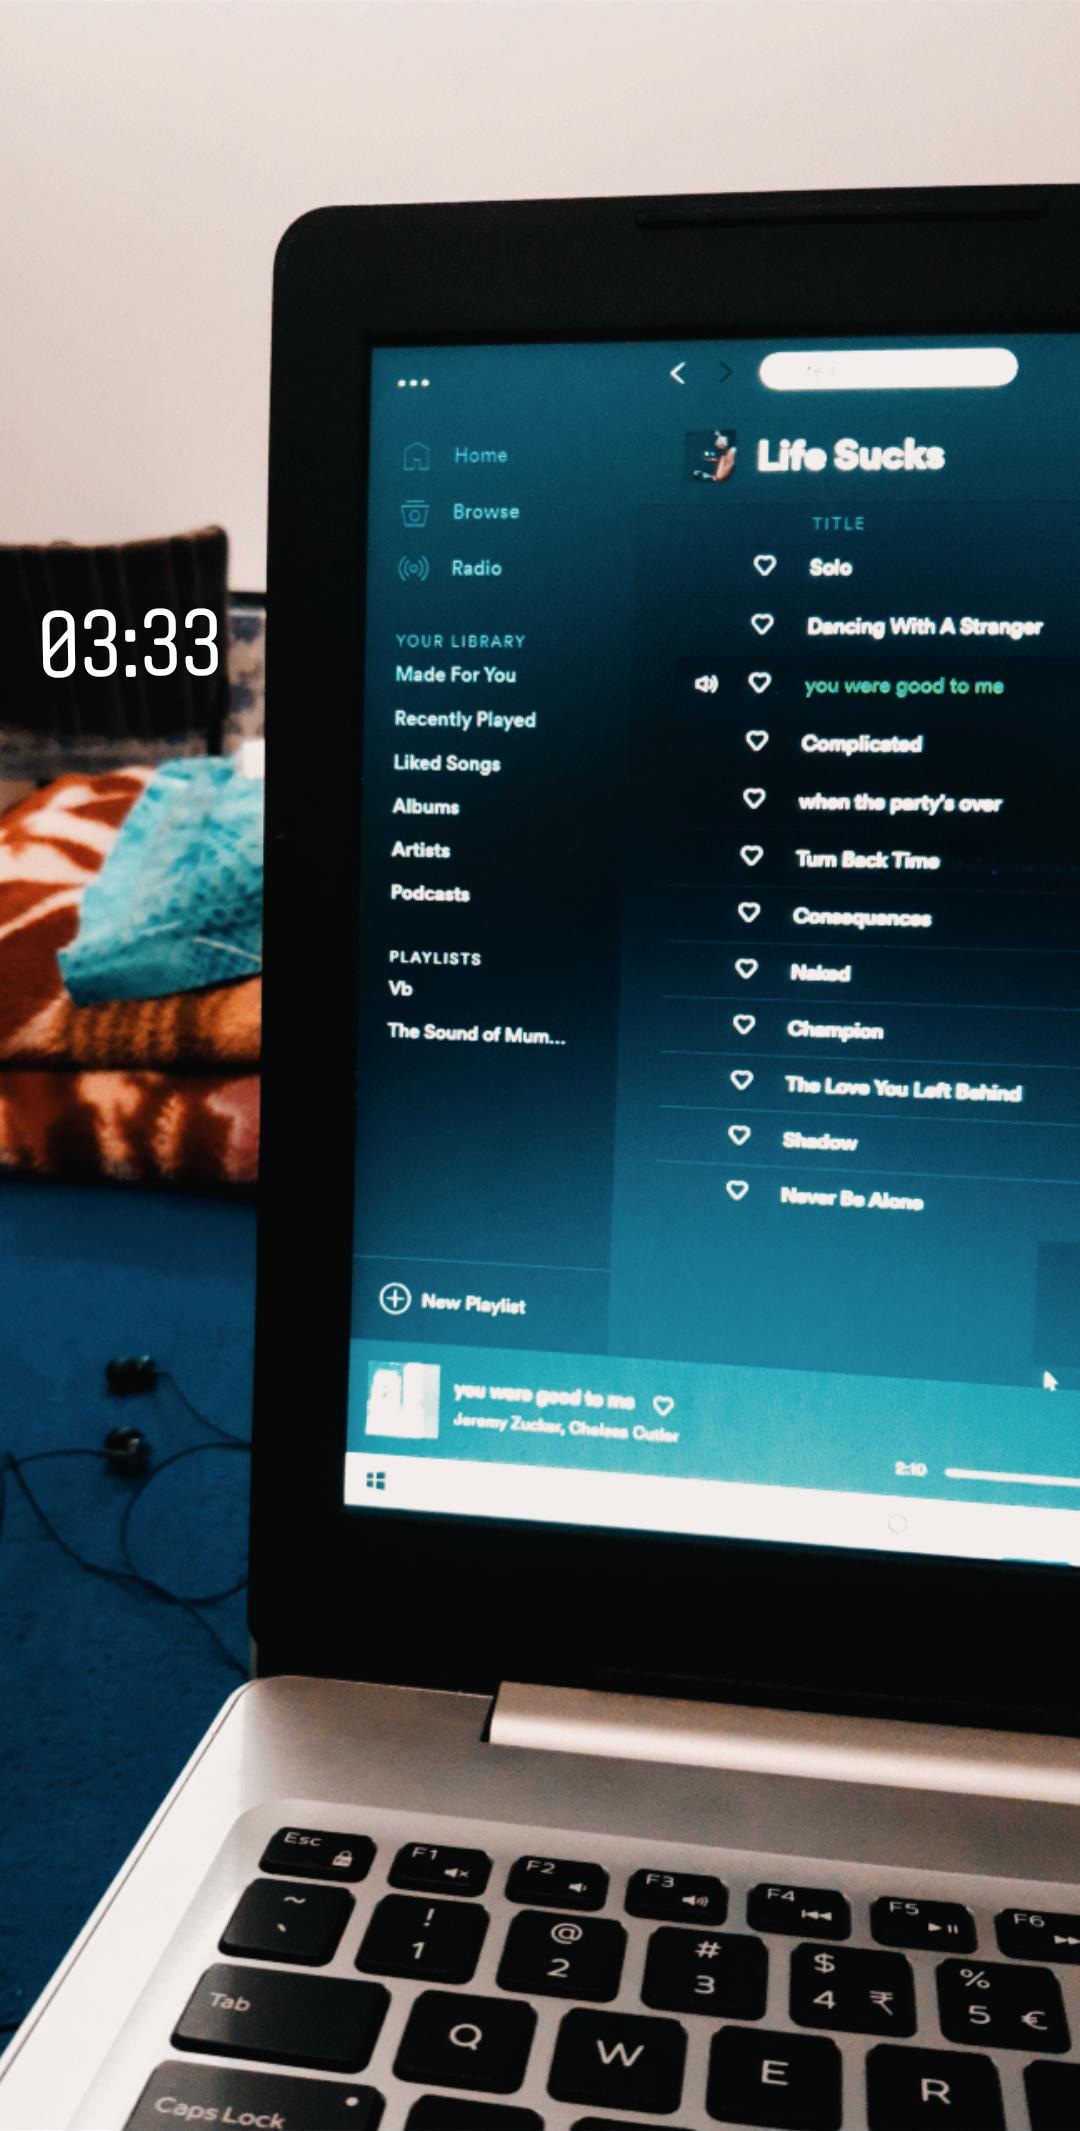 Life Sucks
Home
Browse
Radio
YOUR LIBRARY
Made For You
Recently Played
Liked Songs
Albums
Artists
Podcasts
PLAYLISTS
Vb
The Sound of Mum...
New Playlist
TITLE
Solo
Dancing With A Stranger
you were good to me
Complicated
when the party's over
Turn Back Time
Consequences
Naked
Champion
The Love You Left Behind
Shadow
Never Be Alone
you were good to me
Jeremy Zucker, Chelsea Cutler
2:10
03:33
Esc F1 F2 F3 F4 F5 F6
~ ! @ # $ %
` 1 2 3 4 ₹ 5 €
Tab Q W E R
Caps Lock